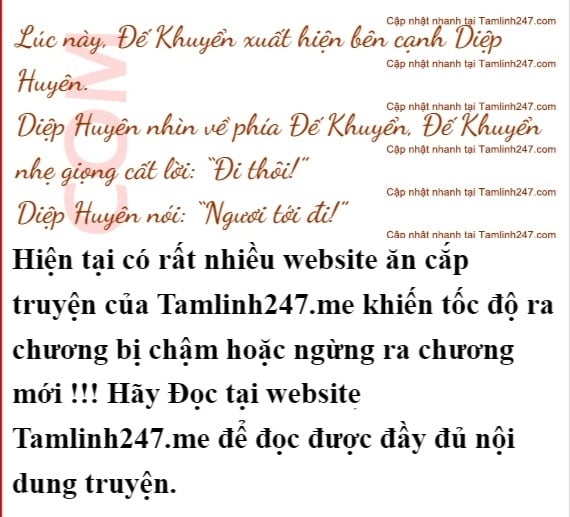 Cập nhật nhanh tại Tamlinh247.com
Lúc này, Đế Khuyển xuất hiện bên cạnh Diệp
Cập nhật nhanh tại Tamlinh247.com
Huyên.
Cập nhật nhanh tại Tamlinh247.com
Diệp Huyên nhìn về phía Đế Khuyển, Đế Khuyển
Cập nhật nhanh tại Tamlinh247.com
nhẹ giọng cất lời: “Đi thôi!”
Cập nhật nhanh tại Tamlinh247.com
Diệp Huyên nói: “Ngươi tới đi!”
Cập nhật nhanh tại Tamlinh247.com
COM
Hiện tại có rất nhiều website ăn cắp
truyện của Tamlinh247.me khiến tốc độ ra
chương bị chậm hoặc ngừng ra chương
mới !!! Hãy Đọc tại website
Tamlinh247.me để đọc được đầy đủ nội
dung truyện.